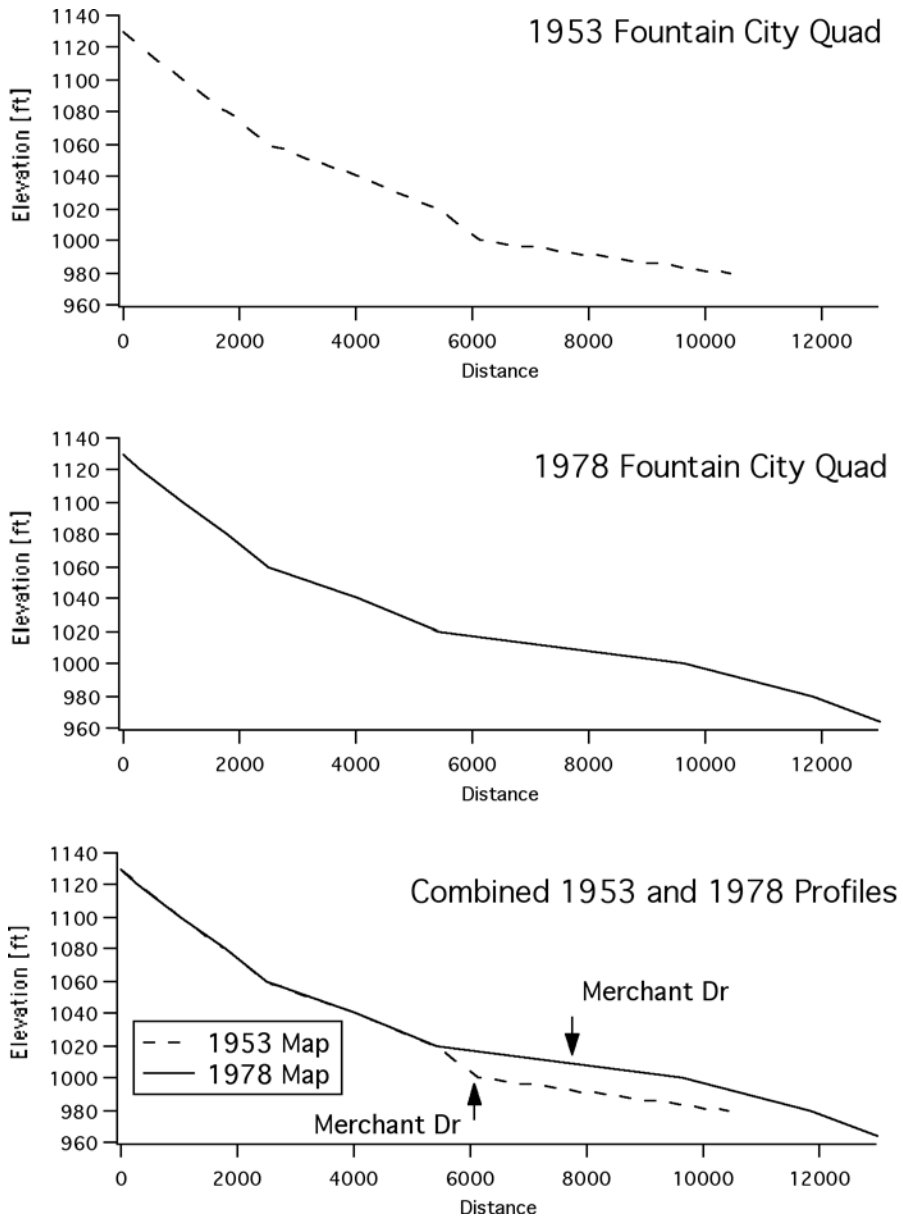 1953 Fountain City Quad
Elevation [ft]
1140
1120
1100
1080
1060
1040
1020
1000
980
960
0 2000 4000 6000 8000 10000 12000
Distance
1978 Fountain City Quad
Elevation [ft]
1140
1120
1100
1080
1060
1040
1020
1000
980
960
0 2000 4000 6000 8000 10000 12000
Distance
Combined 1953 and 1978 Profiles
Elevation [ft]
1140
1120
1100
1080
1060
1040
1020
1000
980
960
Merchant Dr
1953 Map
1978 Map
Merchant Dr
0 2000 4000 6000 8000 10000 12000
Distance